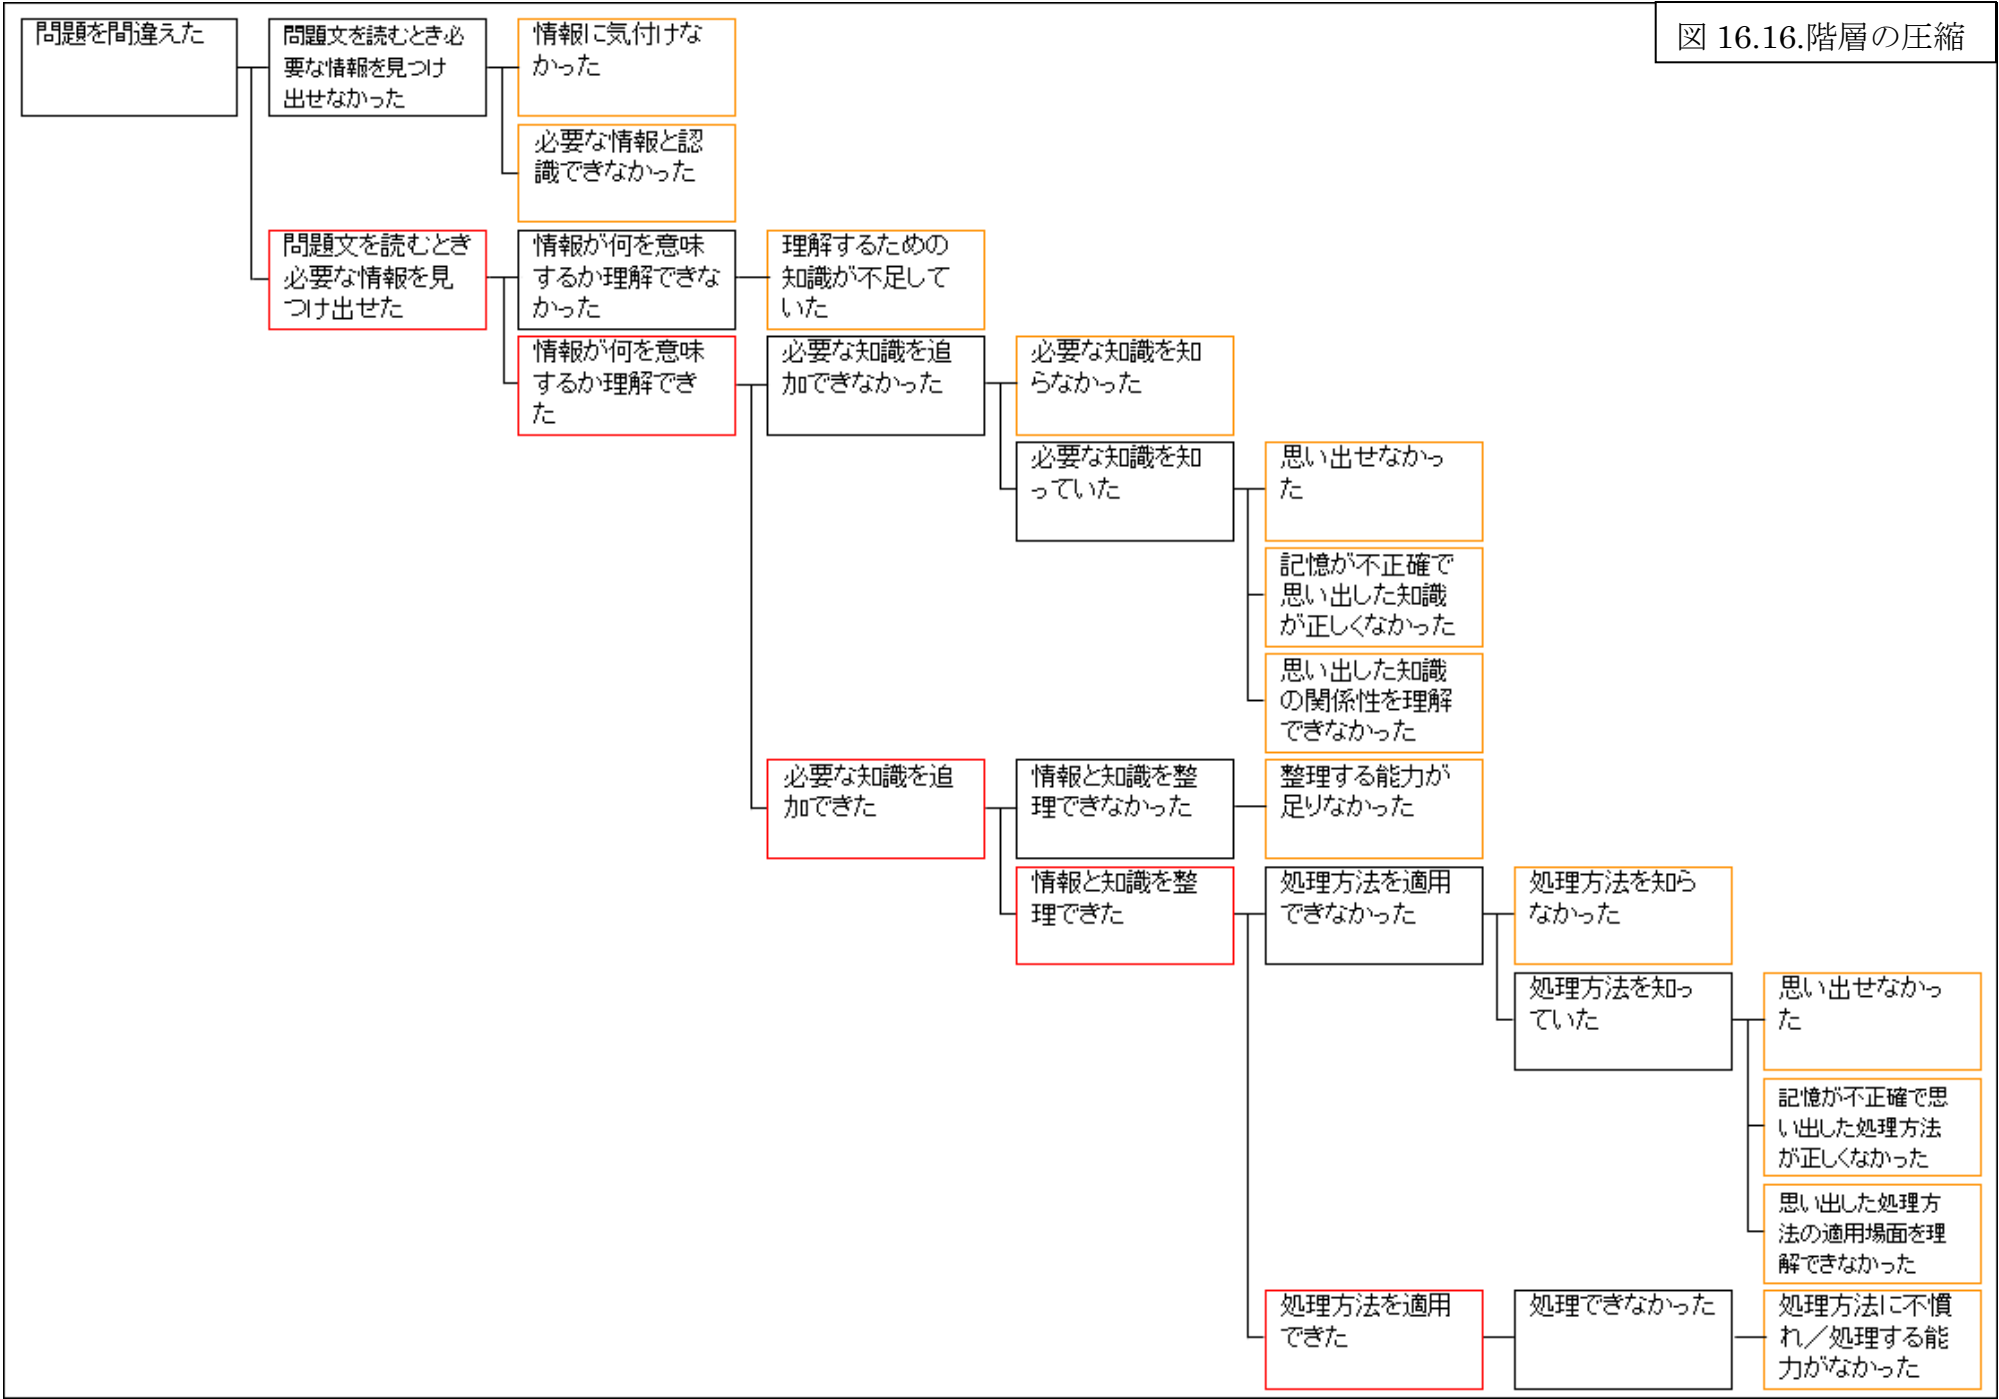 図 16.16.階層の圧縮
問題を間違えた
問題文を読むとき必
要な情報を見つけ
出せなかった
情報に気付けな
かった
必要な情報と認
識できなかった
問題文を読むとき
必要な情報を見
つけ出せた
情報が何を意味
するか理解できな
かった
理解するための
知識が不足して
いた
情報が何を意味
するか理解でき
た
必要な知識を追
加できなかった
必要な知識を知
らなかった
必要な知識を知
っていた
思い出せなかっ
た
記憶が不正確で
思い出した知識
が正しくなかった
思い出した知識
の関係性を理解
できなかった
必要な知識を追
加できた
情報と知識を整
理できなかった
整理する能力が
足りなかった
情報と知識を整
理できた
処理方法を適用
できなかった
処理方法を知ら
なかった
処理方法を知っ
ていた
思い出せなかっ
た
記憶が不正確で思
い出した処理方法
が正しくなかった
思い出した処理方
法の適用場面を理
解できなかった
処理方法を適用
できた
処理できなかった
処理方法に不慣
れ/処理する能
力がなかった